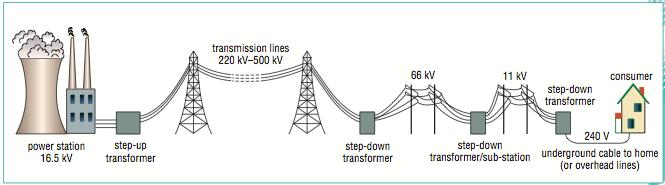 transmission lines
220 kV–500 kV
66 kV
11 kV
consumer
step-down
transformer
240 V
power station
16.5 kV
step-up
transformer
step-down
transformer
step-down
transformer/sub-station
underground cable to home
(or overhead lines)